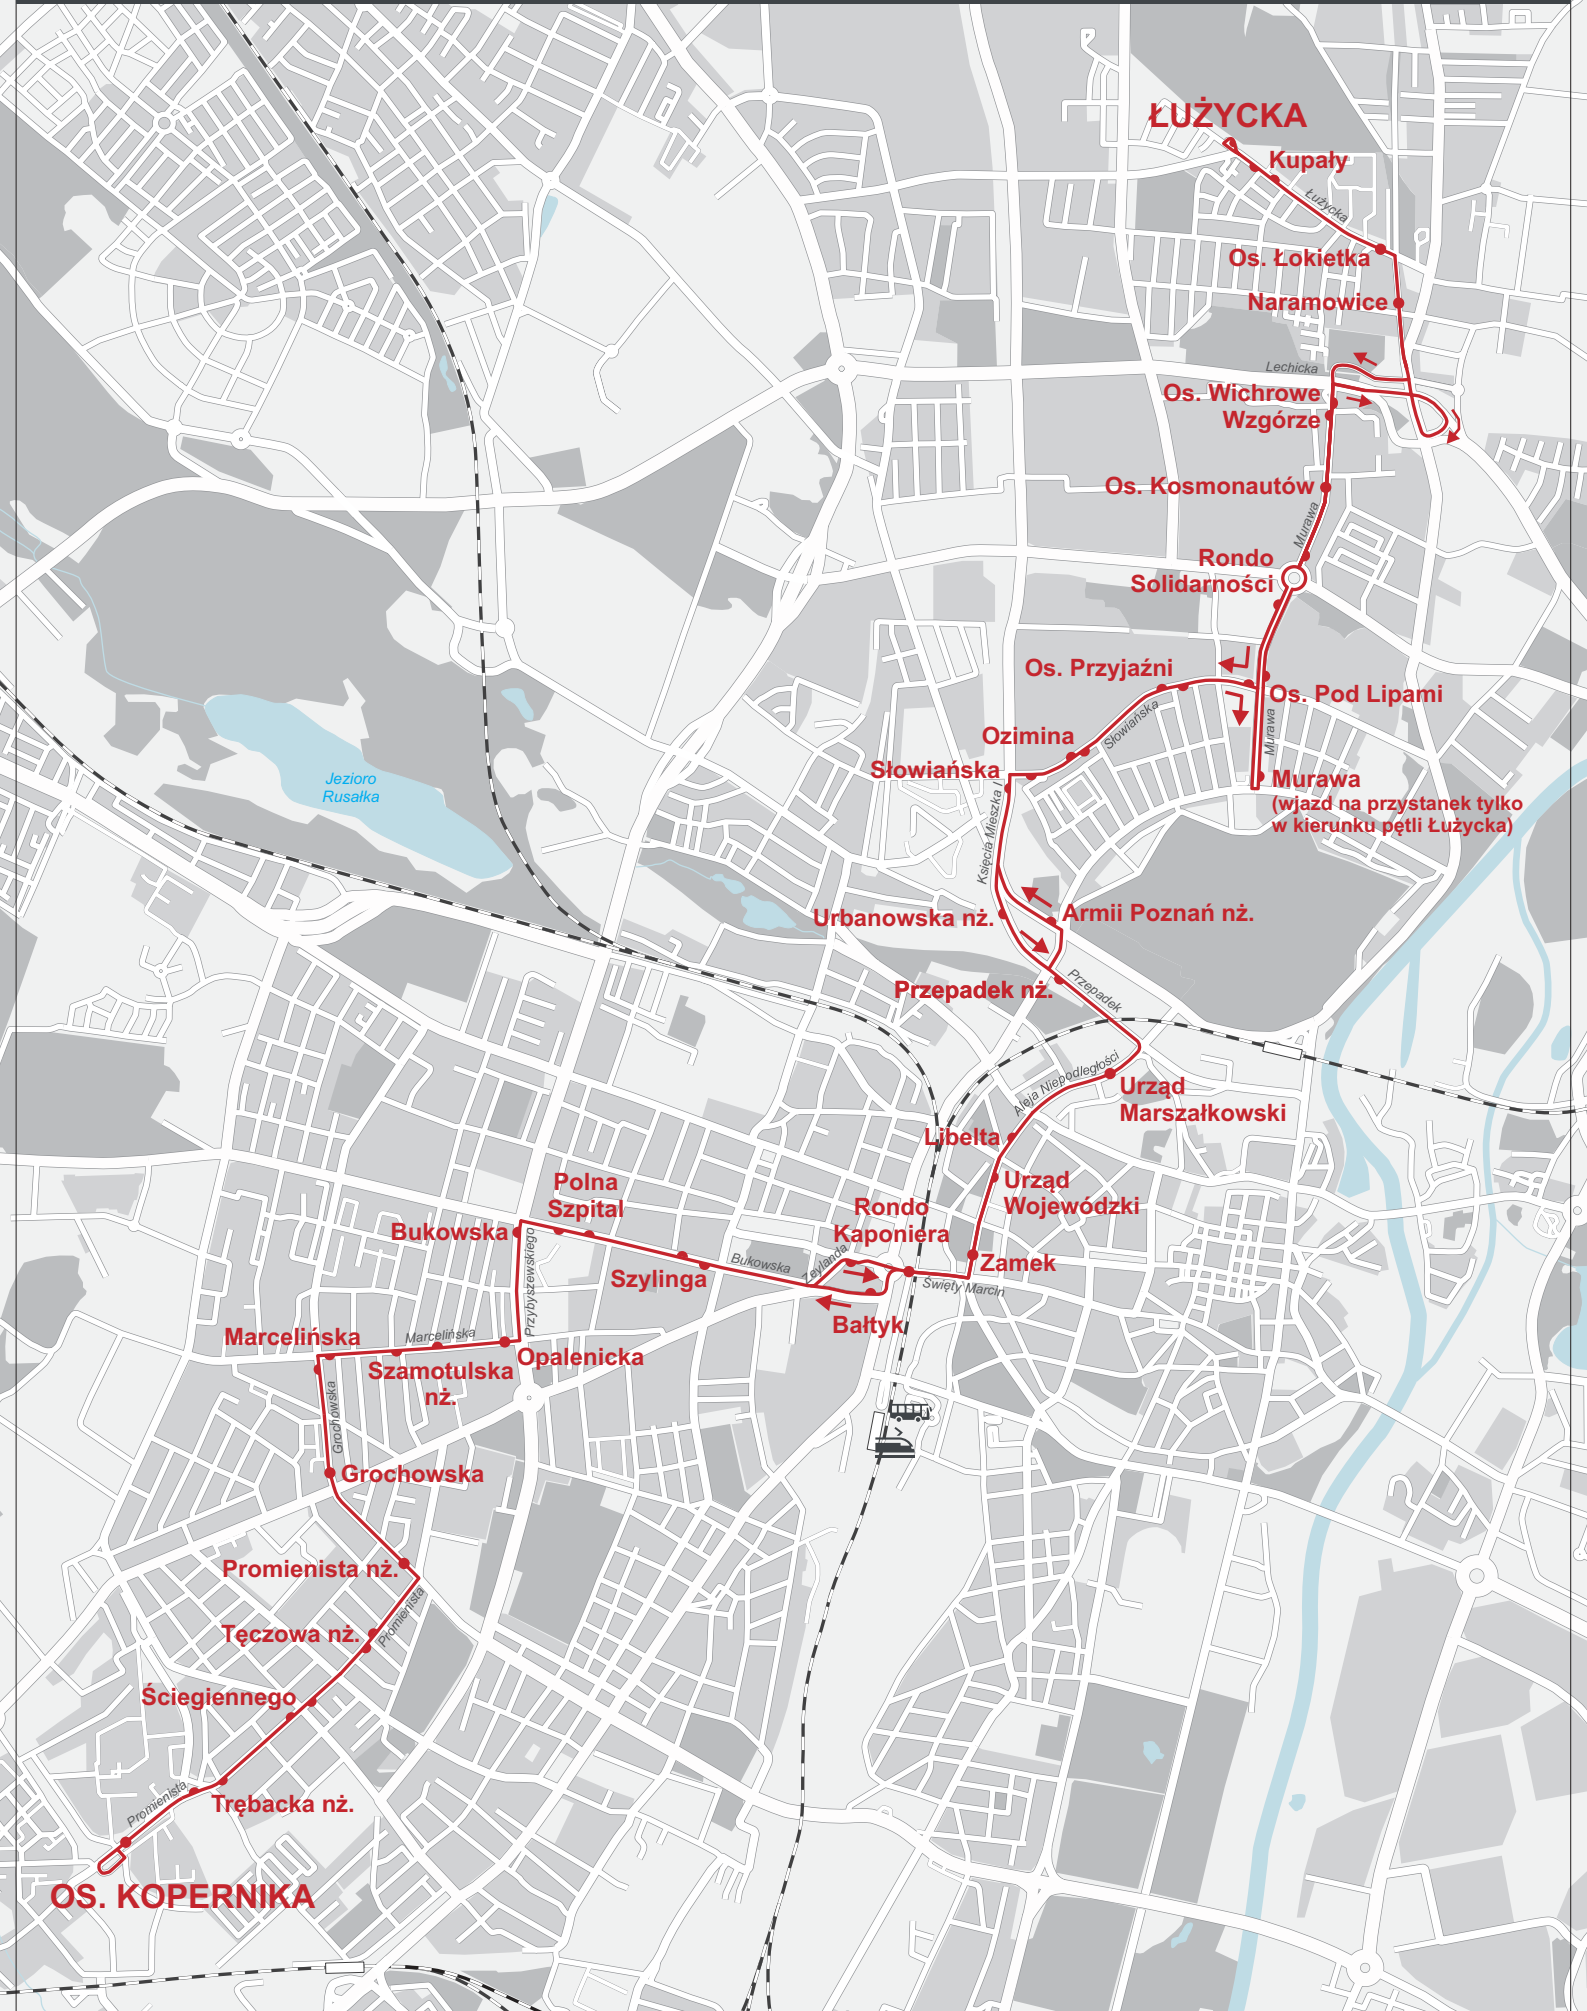 ŁUŻYCKA
Kupały
Łużycka
Os. Łokietka
Naramowice
Lechicka
Os. Wichrowe
Wzgórze
Os. Kosmonautów
Murawa
Rondo
Solidarności
Os. Przyjaźni
Os. Pod Lipami
Słowiańska
Murawa
Ozimina
Słowiańska
Murawa
(wjazd na przystanek tylko
w kierunku pętli Łużycka)
Jezioro
Rusałka
Księcia Mieszka I
Urbanowska nż.
Armii Poznań nż.
Przepadek nż.
Przepadek
Aleja Niepodległości
Urząd
Marszałkowski
Libelta
Urząd
Wojewódzki
Polna
Szpital
Rondo
Kaponiera
Bukowska
Przybyszewskiego
Szylinga
Bukowska
Zeylanda
Zamek
Święty Marcin
Bałtyk
Marcelińska
Marcelińska
Opalenicka
Szamotulska
nż.
Grochowska
Grochowska
Promienista nż.
Promienista
Tęczowa nż.
Ściegiennego
Promienista
Trębacka nż.
OS. KOPERNIKA